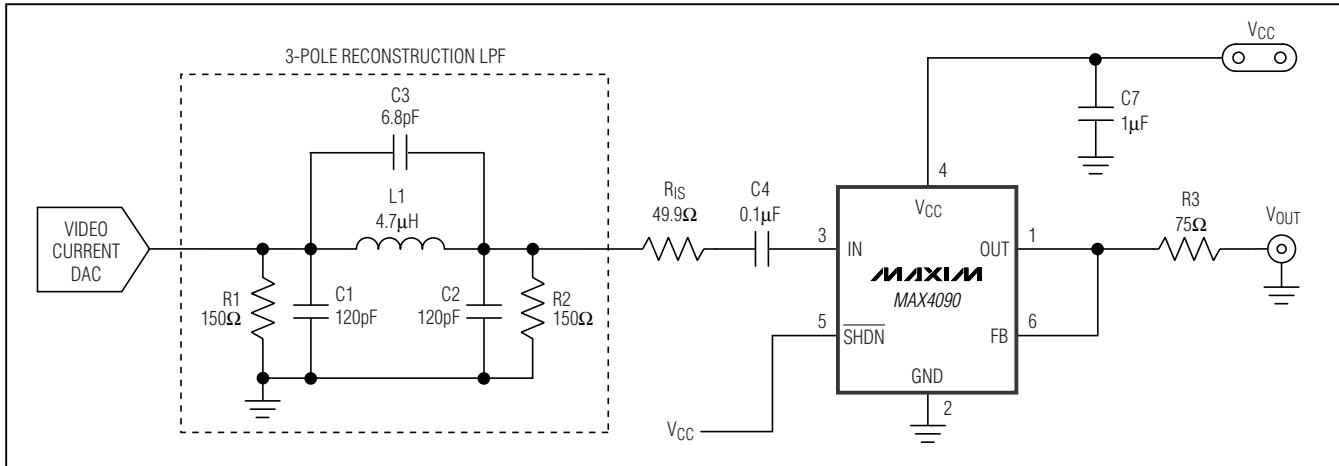 3-POLE RECONSTRUCTION LPF
VCC
C3
6.8pF
C7
1µF
L1
4.7µH
RIS
49.9Ω
C4
0.1µF
4
VCC
R3
75Ω
VOUT
VIDEO
CURRENT
DAC
3
IN
OUT
1
MAXIM
MAX4090
R1
150Ω
C1
120pF
C2
120pF
R2
150Ω
5
SHDN
FB
6
GND
2
VCC